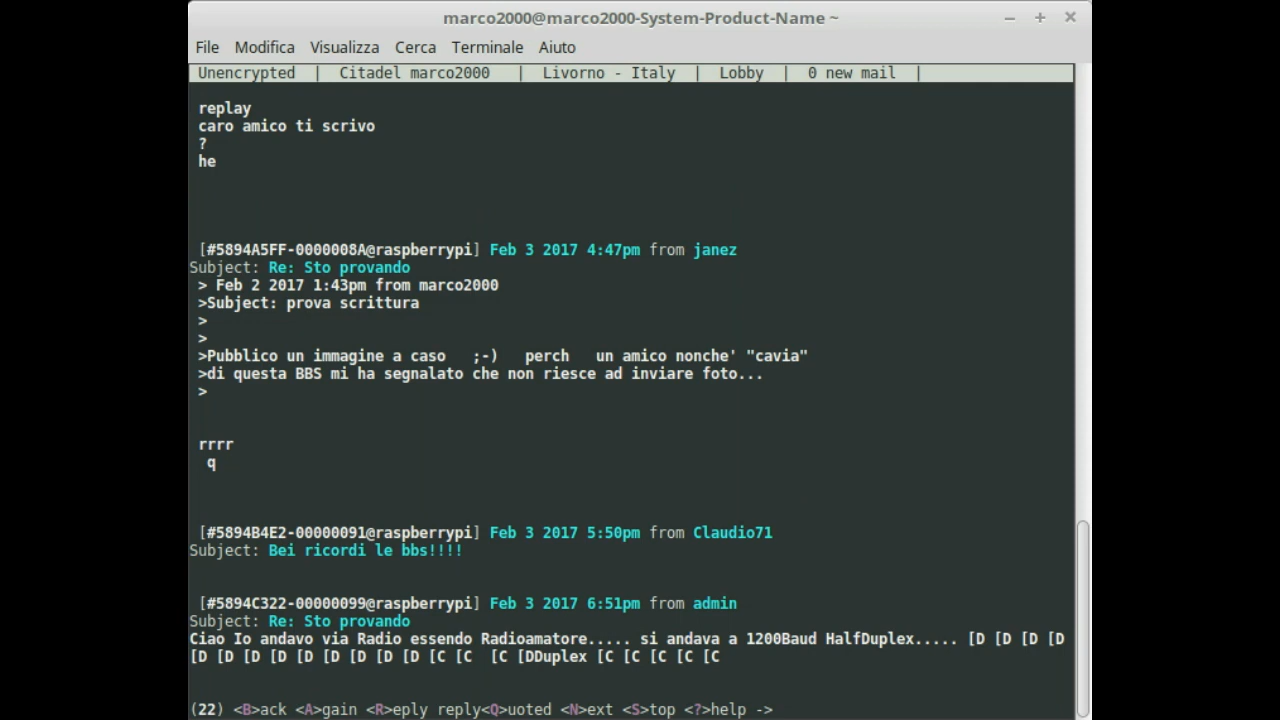 marco2000@marco2000-System-Product-Name ~
File Modifica Visualizza Cerca Terminale Aiuto
Unencrypted | Citadel marco2000 | Livorno - Italy | Lobby | 0 new mail |
replay
caro amico ti scrivo
?
he
[#5894A5FF-0000008A@raspberrypi] Feb 3 2017 4:47pm from janez
Subject: Re: Sto provando
> Feb 2 2017 1:43pm from marco2000
>Subject: prova scrittura
>
>
>Pubblico un immagine a caso ;-) perch un amico nonche' "cavia"
>di questa BBS mi ha segnalato che non riesce ad inviare foto...
>
rrrr
q
[#5894B4E2-00000091@raspberrypi] Feb 3 2017 5:50pm from Claudio71
Subject: Bei ricordi le bbs!!!!
[#5894C322-00000099@raspberrypi] Feb 3 2017 6:51pm from admin
Subject: Re: Sto provando
Ciao Io andavo via Radio essendo Radioamatore..... si andava a 1200Baud HalfDuplex..... [D [D [D [D
[D [D [D [D [D [D [D [D [D [C [C [C [DDuplex [C [C [C [C [C
(22) <B>ack <A>gain <R>eply reply<Q>uoted <N>ext <S>top <?>help ->